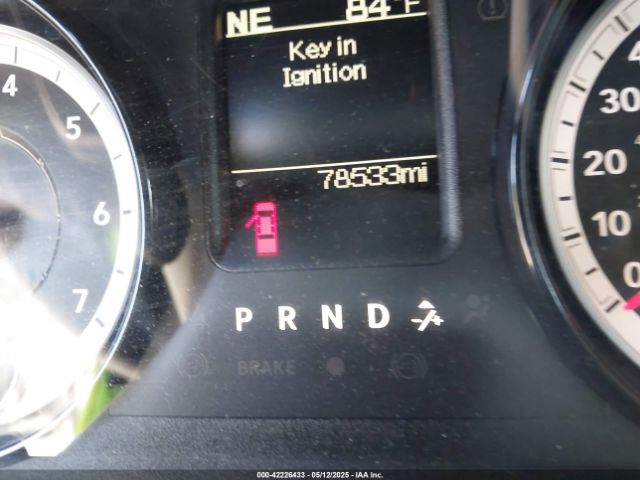 NE 84°F
Key in
Ignition
78533mi
4
5
6
7
30
20
10
0
P R N D +/-
BRAKE
000-42226433 - 05/12/2025 - IAA Inc.